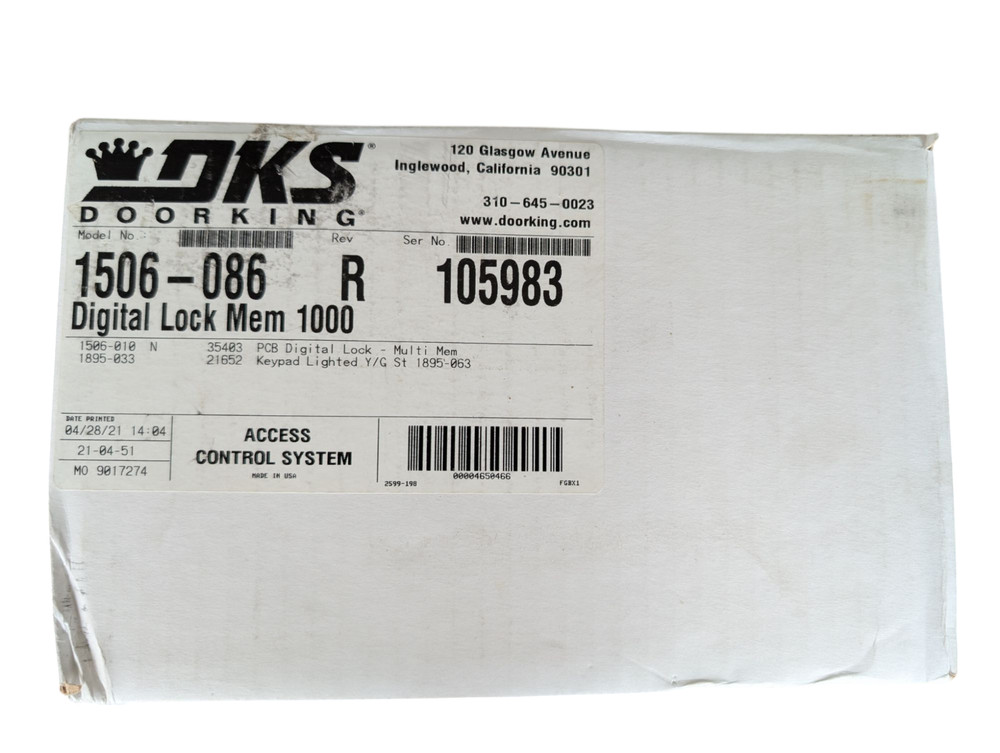 DKS®
DOORKING®
120 Glasgow Avenue
Inglewood, California 90301
310-645-0023
www.doorking.com
Model No.:
Rev
Ser No.
1506-086 R 105983
Digital Lock Mem 1000
1506-010 N 35403 PCB Digital Lock - Multi Mem
1895-033 21652 Keypad Lighted Y/G St 1895-063
DATE PRINTED
04/28/21 14:04
21-04-51
MO 9017274
ACCESS
CONTROL SYSTEM
MADE IN USA
00004650466
2599-198
FGBX1